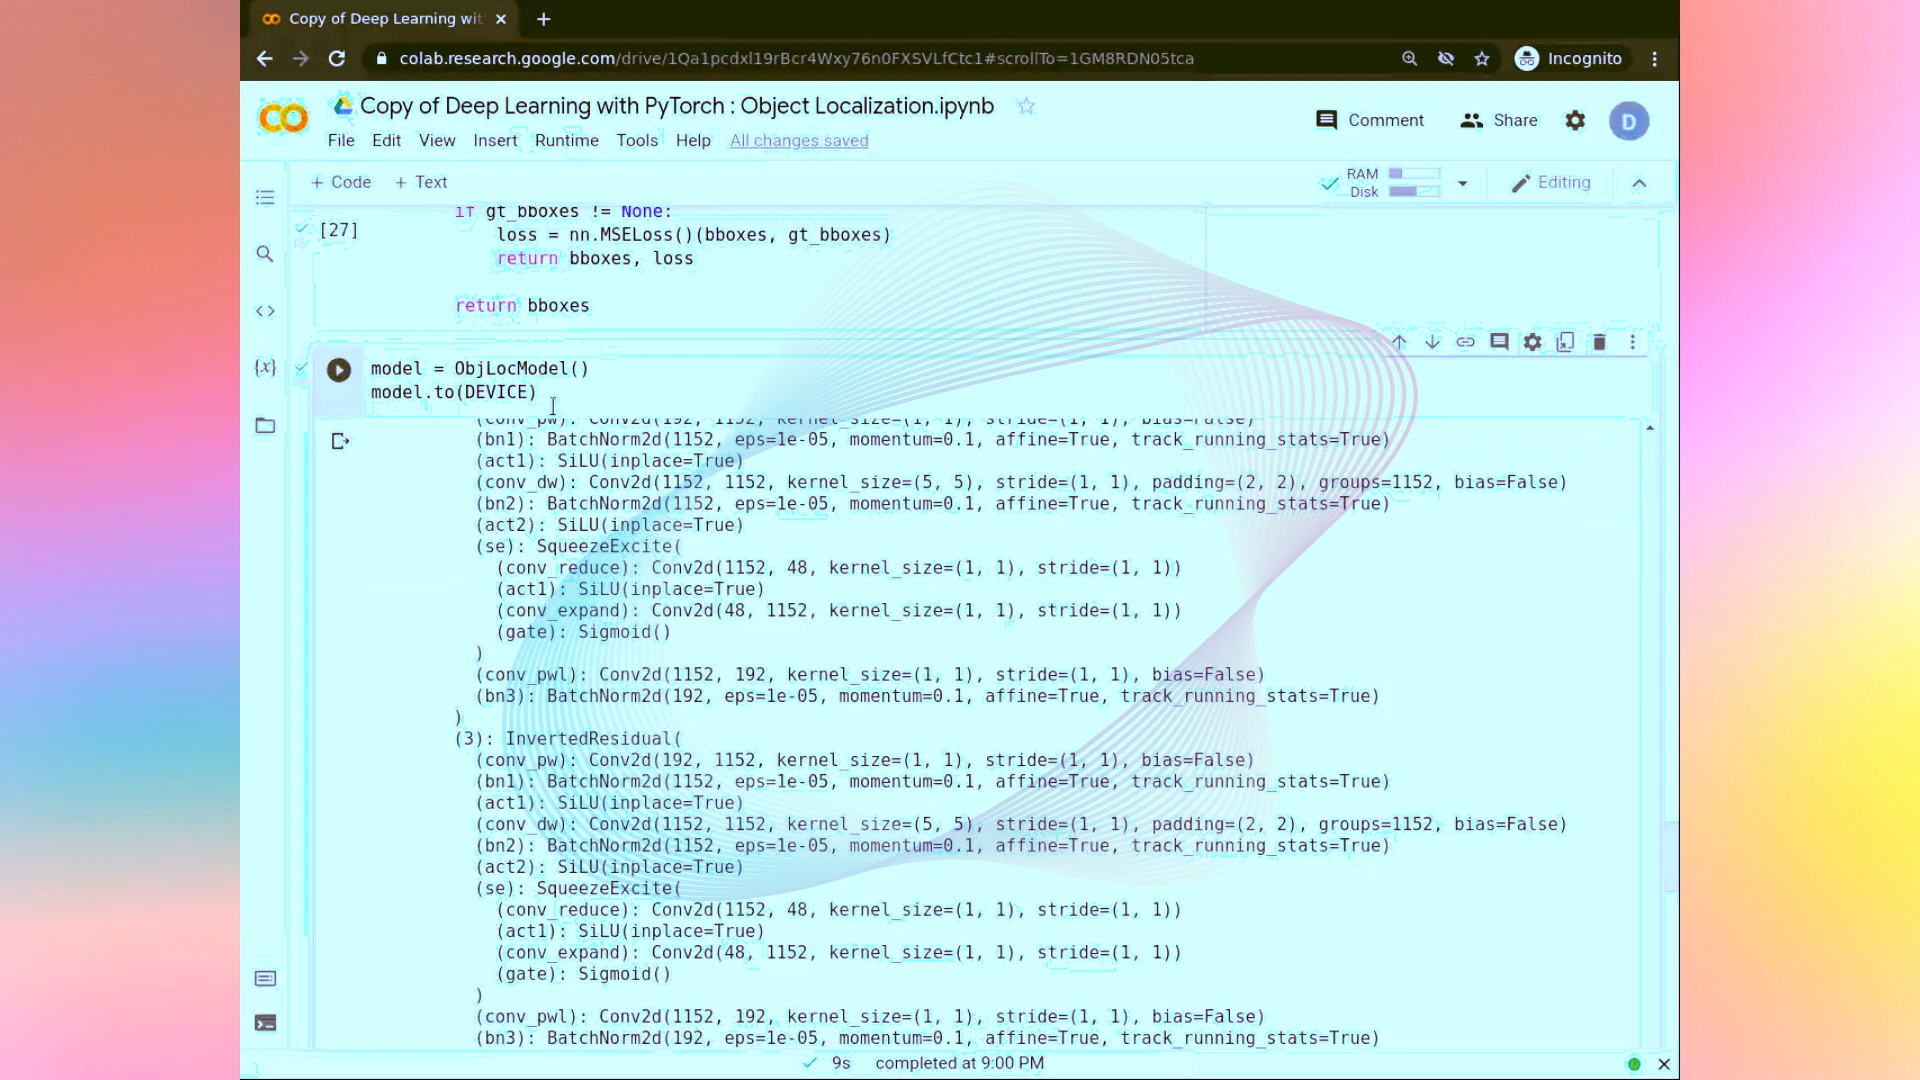 Copy of Deep Learning wit
colab.research.google.com/drive/1Qa1pcdxl19rBcr4Wxy76n0FXSVLfCtc1#scrollTo=1GM8RDN05tca
Incognito
Copy of Deep Learning with PyTorch : Object Localization.ipynb
File Edit View Insert Runtime Tools Help All changes saved
Comment
Share
D
+ Code + Text
RAM
Disk
Editing
[27]
if gt_bboxes != None:
loss = nn.MSELoss()(bboxes, gt_bboxes)
return bboxes, loss
return bboxes
{x}
model = ObjLocModel()
model.to(DEVICE)
(conv_pw): Conv2d(192, 1152, kernel_size=(1, 1), stride=(1, 1), bias=False)
(bn1): BatchNorm2d(1152, eps=1e-05, momentum=0.1, affine=True, track_running_stats=True)
(act1): SiLU(inplace=True)
(conv_dw): Conv2d(1152, 1152, kernel_size=(5, 5), stride=(1, 1), padding=(2, 2), groups=1152, bias=False)
(bn2): BatchNorm2d(1152, eps=1e-05, momentum=0.1, affine=True, track_running_stats=True)
(act2): SiLU(inplace=True)
(se): SqueezeExcite(
(conv_reduce): Conv2d(1152, 48, kernel_size=(1, 1), stride=(1, 1))
(act1): SiLU(inplace=True)
(conv_expand): Conv2d(48, 1152, kernel_size=(1, 1), stride=(1, 1))
(gate): Sigmoid()
)
(conv_pwl): Conv2d(1152, 192, kernel_size=(1, 1), stride=(1, 1), bias=False)
(bn3): BatchNorm2d(192, eps=1e-05, momentum=0.1, affine=True, track_running_stats=True)
)
(3): InvertedResidual(
(conv_pw): Conv2d(192, 1152, kernel_size=(1, 1), stride=(1, 1), bias=False)
(bn1): BatchNorm2d(1152, eps=1e-05, momentum=0.1, affine=True, track_running_stats=True)
(act1): SiLU(inplace=True)
(conv_dw): Conv2d(1152, 1152, kernel_size=(5, 5), stride=(1, 1), padding=(2, 2), groups=1152, bias=False)
(bn2): BatchNorm2d(1152, eps=1e-05, momentum=0.1, affine=True, track_running_stats=True)
(act2): SiLU(inplace=True)
(se): SqueezeExcite(
(conv_reduce): Conv2d(1152, 48, kernel_size=(1, 1), stride=(1, 1))
(act1): SiLU(inplace=True)
(conv_expand): Conv2d(48, 1152, kernel_size=(1, 1), stride=(1, 1))
(gate): Sigmoid()
)
(conv_pwl): Conv2d(1152, 192, kernel_size=(1, 1), stride=(1, 1), bias=False)
(bn3): BatchNorm2d(192, eps=1e-05, momentum=0.1, affine=True, track_running_stats=True)
9s completed at 9:00 PM